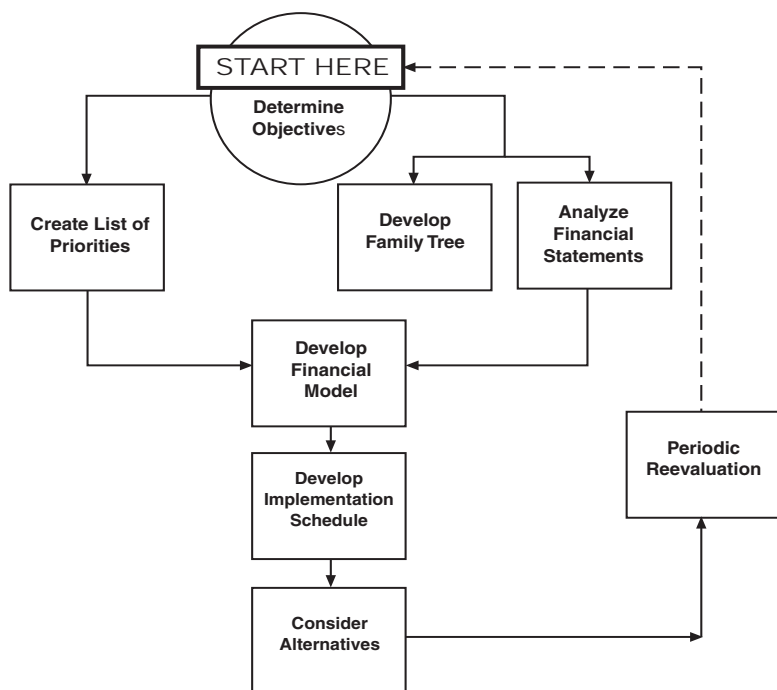 START HERE
Determine
Objectives
Create List of
Priorities
Develop
Family Tree
Analyze
Financial
Statements
Develop
Financial
Model
Periodic
Reevaluation
Develop
Implementation
Schedule
Consider
Alternatives